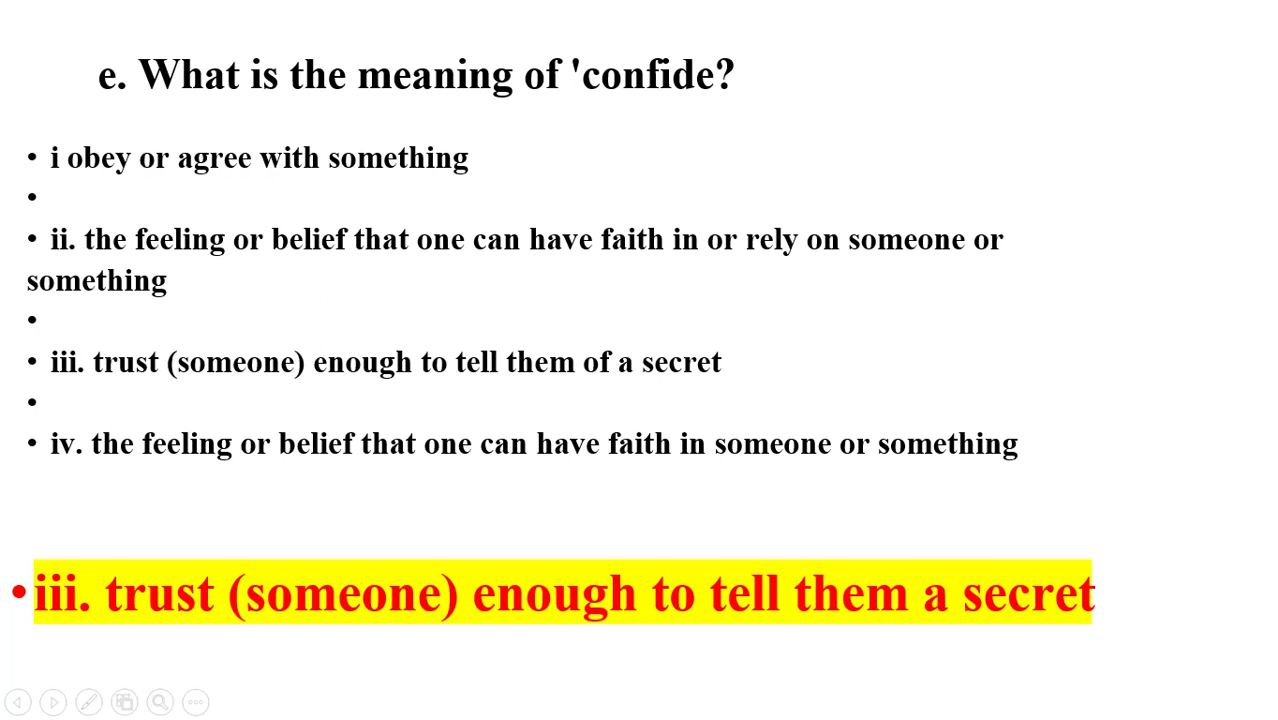 e. What is the meaning of 'confide?
• i obey or agree with something
•
• ii. the feeling or belief that one can have faith in or rely on someone or
something
•
• iii. trust (someone) enough to tell them of a secret
•
• iv. the feeling or belief that one can have faith in someone or something
• iii. trust (someone) enough to tell them a secret